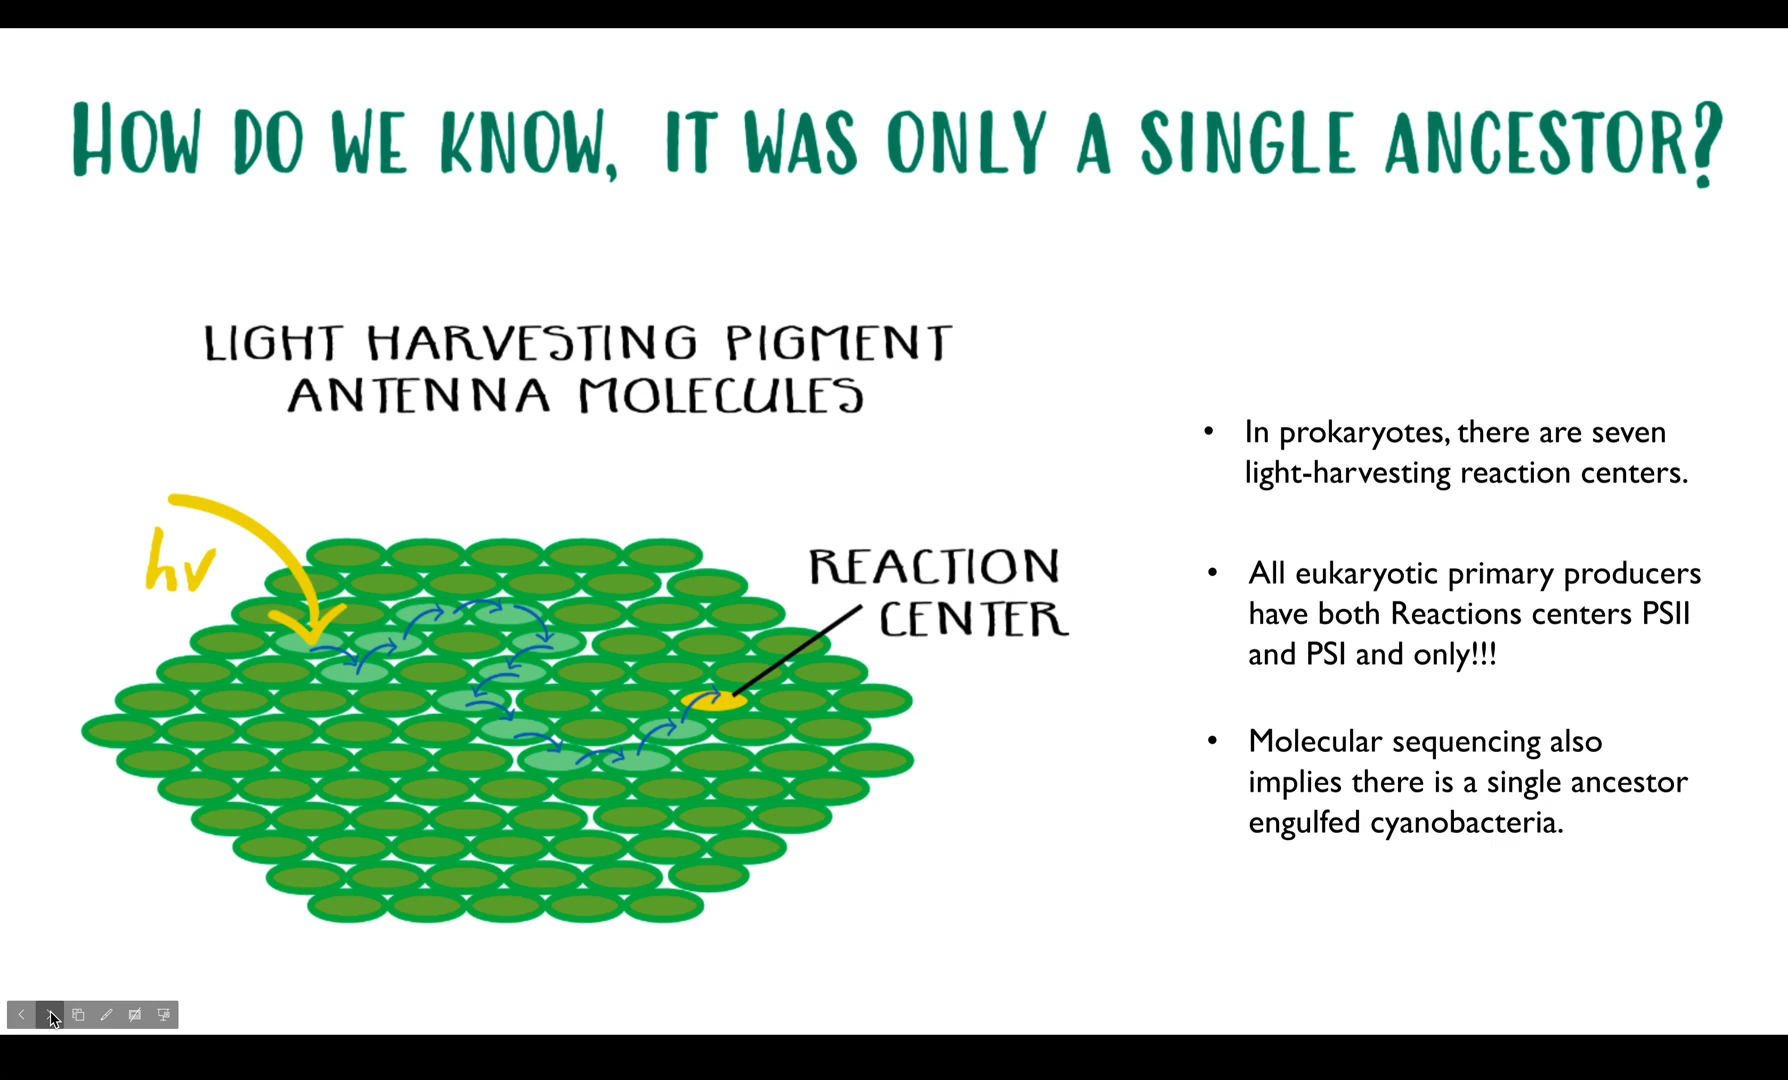 HOW DO WE KNOW, IT WAS ONLY A SINGLE ANCESTOR?
LIGHT HARVESTING PIGMENT
ANTENNA MOLECULES
hv
REACTION
CENTER
• In prokaryotes, there are seven
light-harvesting reaction centers.
• All eukaryotic primary producers
have both Reactions centers PSII
and PSI and only!!!
• Molecular sequencing also
implies there is a single ancestor
engulfed cyanobacteria.